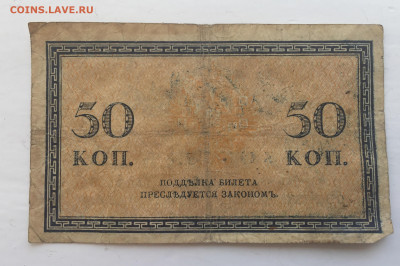 COINS.LAVE.RU
50 50
КОП. КОП.
ПОДДѢЛКА БИЛЕТА
ПРЕСЛѢДУЕТСЯ ЗАКОНОМЪ.